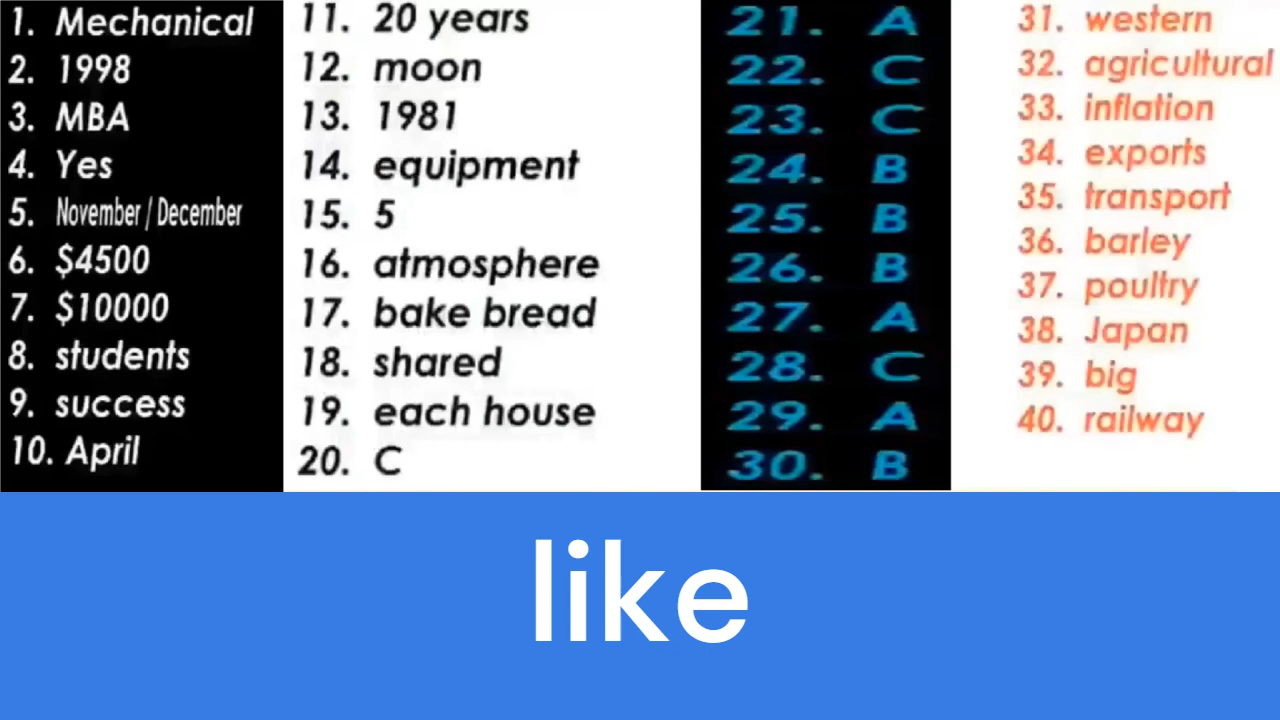 1. Mechanical
2. 1998
3. MBA
4. Yes
5. November / December
6. $4500
7. $10000
8. students
9. success
10. April
11. 20 years
12. moon
13. 1981
14. equipment
15. 5
16. atmosphere
17. bake bread
18. shared
19. each house
20. C
21. A
22. C
23. C
24. B
25. B
26. B
27. A
28. C
29. A
30. B
31. western
32. agricultural
33. inflation
34. exports
35. transport
36. barley
37. poultry
38. Japan
39. big
40. railway
like